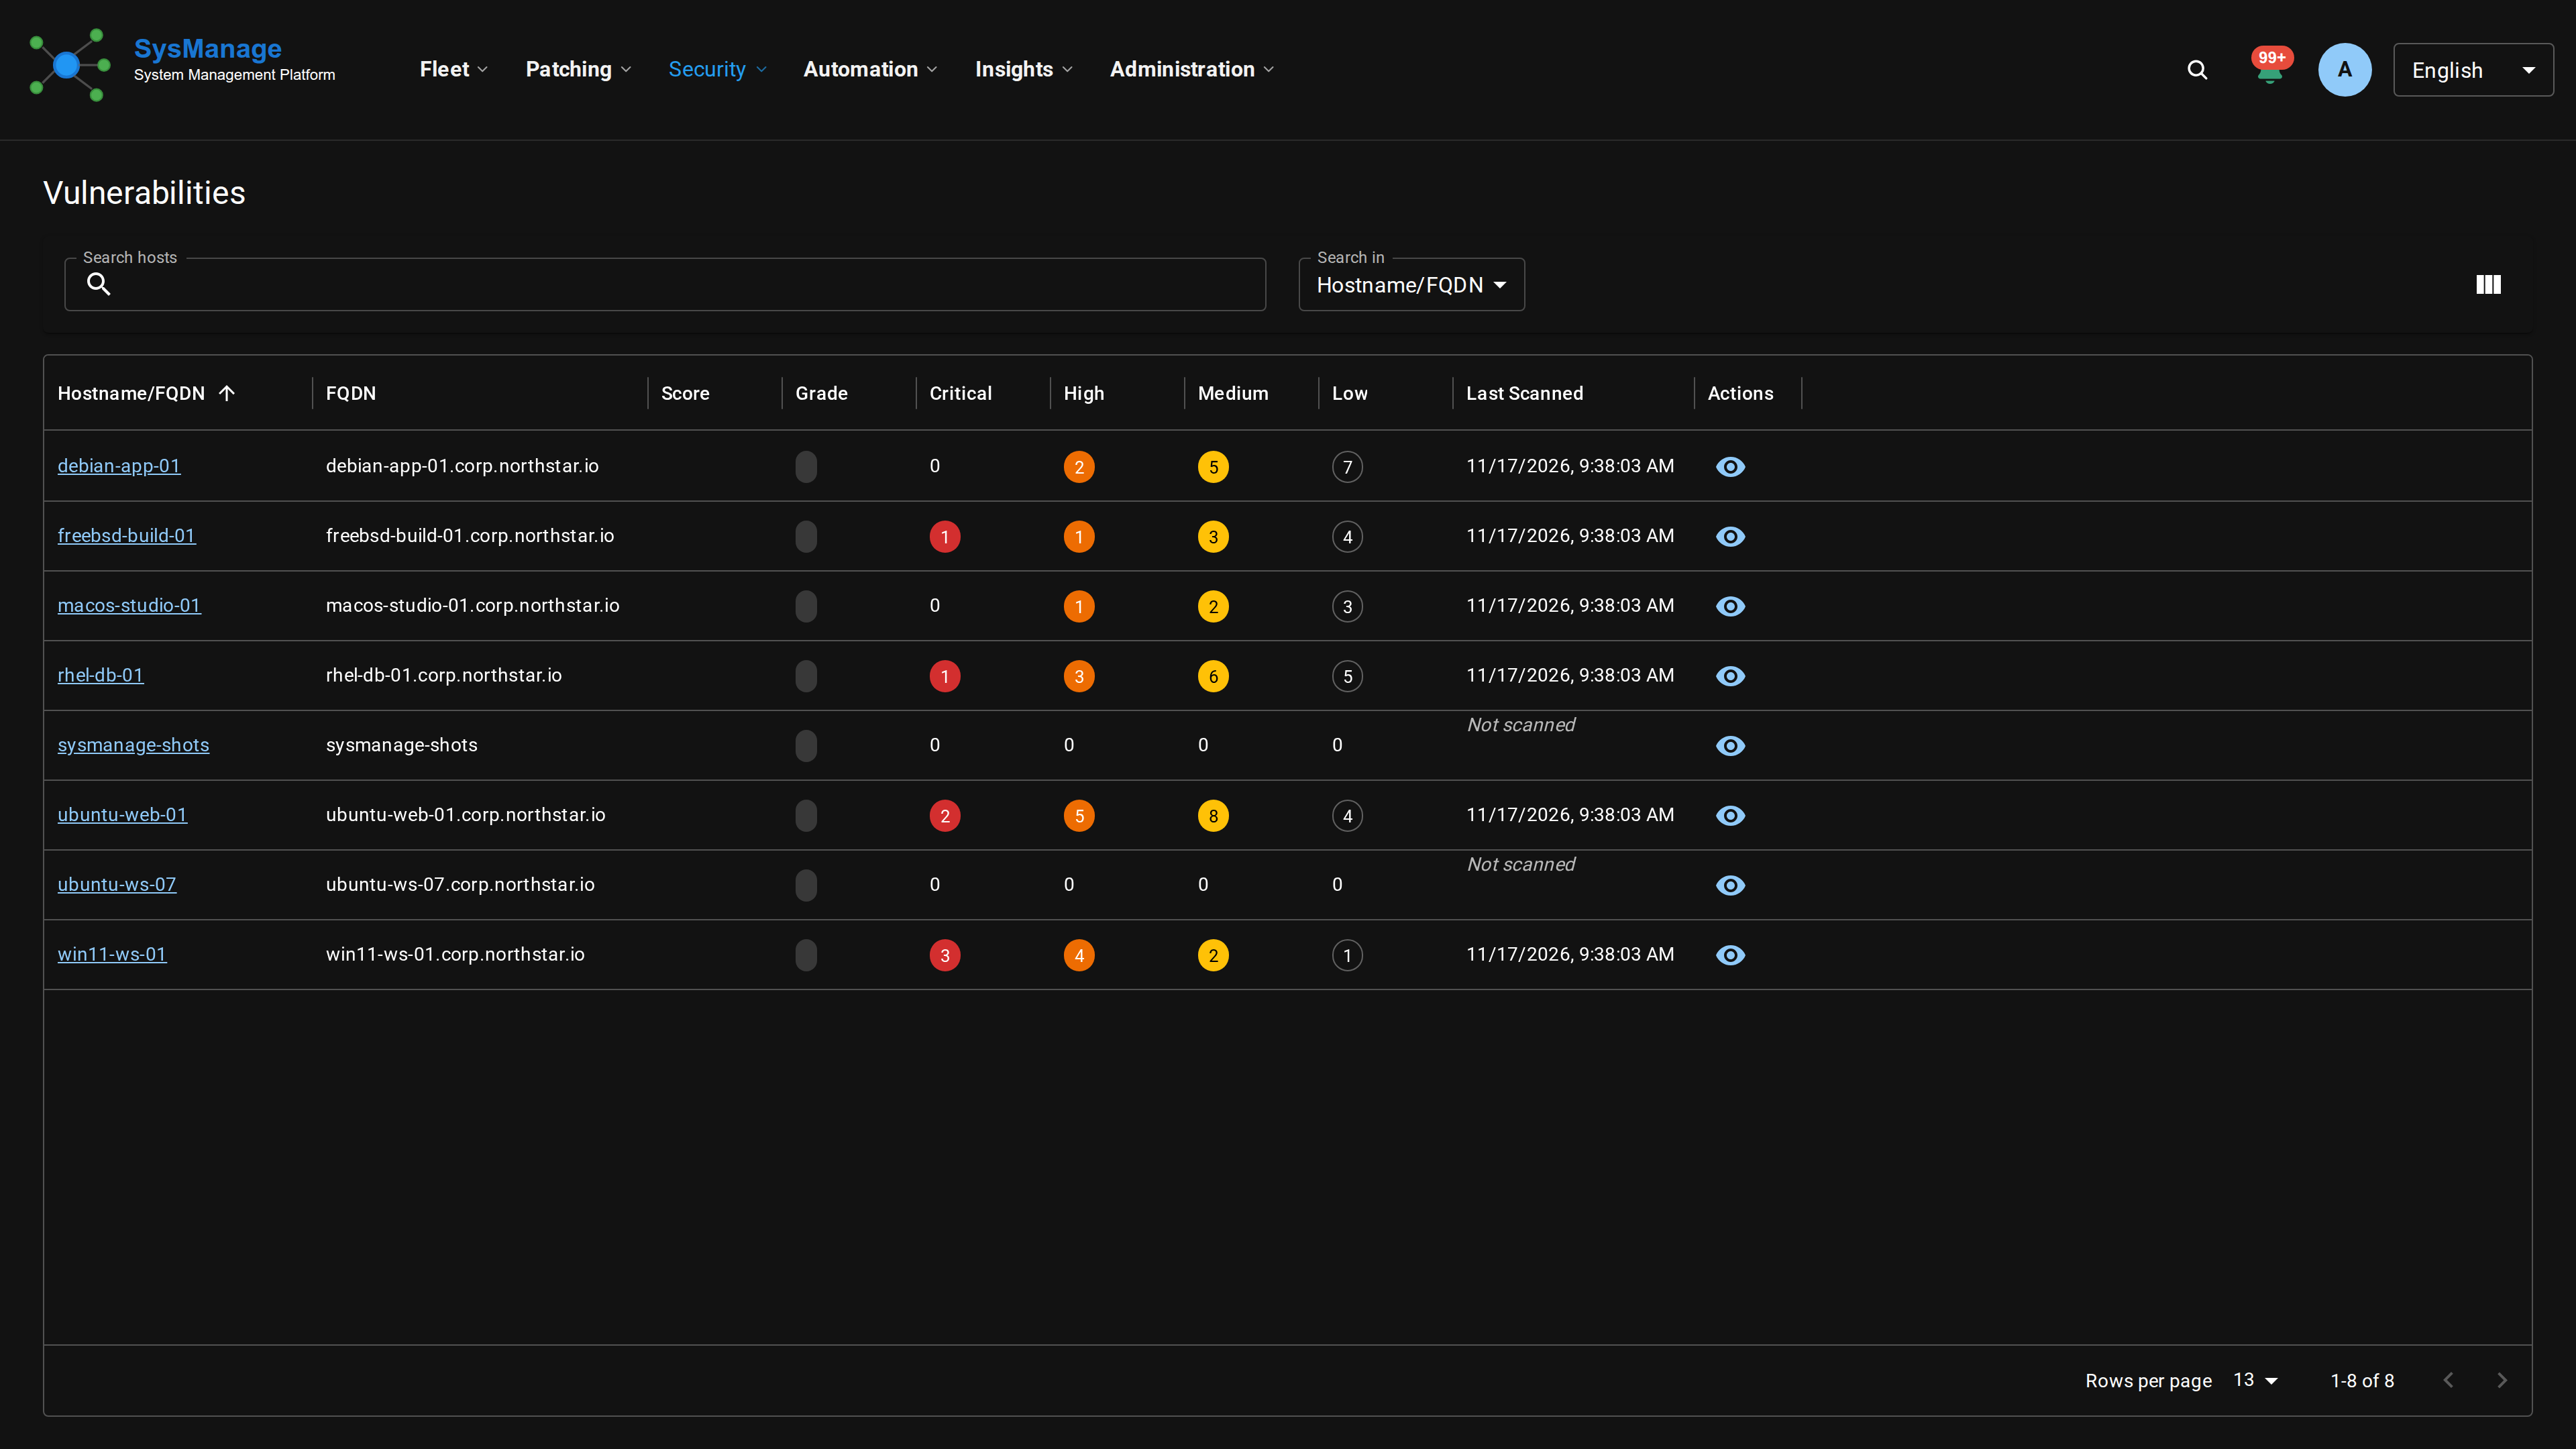 SysManage
System Management Platform
Fleet
Patching
Security
Automation
Insights
Administration
99+
A
English
Vulnerabilities
Search hosts
Search in
Hostname/FQDN
Hostname/FQDN FQDN Score Grade Critical High Medium Low Last Scanned Actions
debian-app-01 debian-app-01.corp.northstar.io 0 2 5 7 11/17/2026, 9:38:03 AM
freebsd-build-01 freebsd-build-01.corp.northstar.io 1 1 3 4 11/17/2026, 9:38:03 AM
macos-studio-01 macos-studio-01.corp.northstar.io 0 1 2 3 11/17/2026, 9:38:03 AM
rhel-db-01 rhel-db-01.corp.northstar.io 1 3 6 5 11/17/2026, 9:38:03 AM
sysmanage-shots sysmanage-shots 0 0 0 0 Not scanned
ubuntu-web-01 ubuntu-web-01.corp.northstar.io 2 5 8 4 11/17/2026, 9:38:03 AM
ubuntu-ws-07 ubuntu-ws-07.corp.northstar.io 0 0 0 0 Not scanned
win11-ws-01 win11-ws-01.corp.northstar.io 3 4 2 1 11/17/2026, 9:38:03 AM
Rows per page 13 1-8 of 8